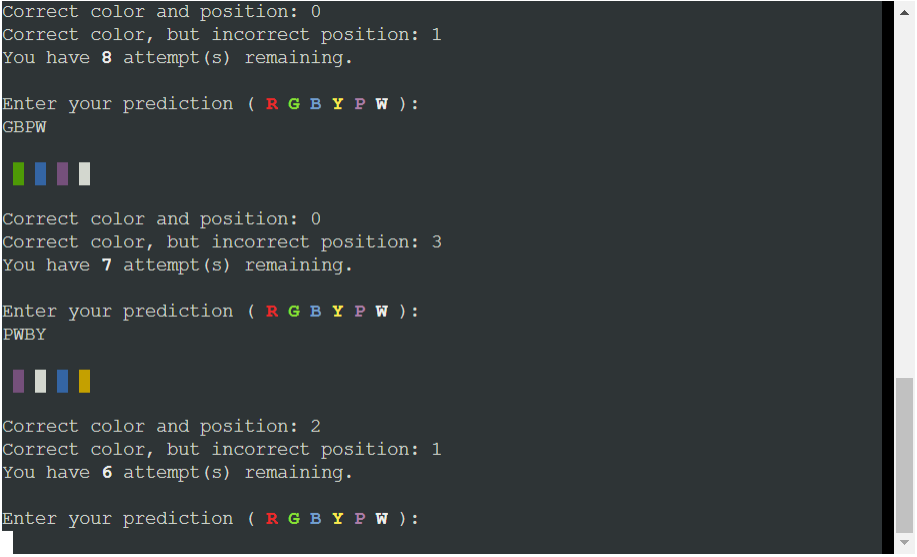 Correct color and position: 0
Correct color, but incorrect position: 1
You have 8 attempt(s) remaining.
Enter your prediction ( R G B Y P W ):
GBPW
Correct color and position: 0
Correct color, but incorrect position: 3
You have 7 attempt(s) remaining.
Enter your prediction ( R G B Y P W ):
PWBY
Correct color and position: 2
Correct color, but incorrect position: 1
You have 6 attempt(s) remaining.
Enter your prediction ( R G B Y P W ):